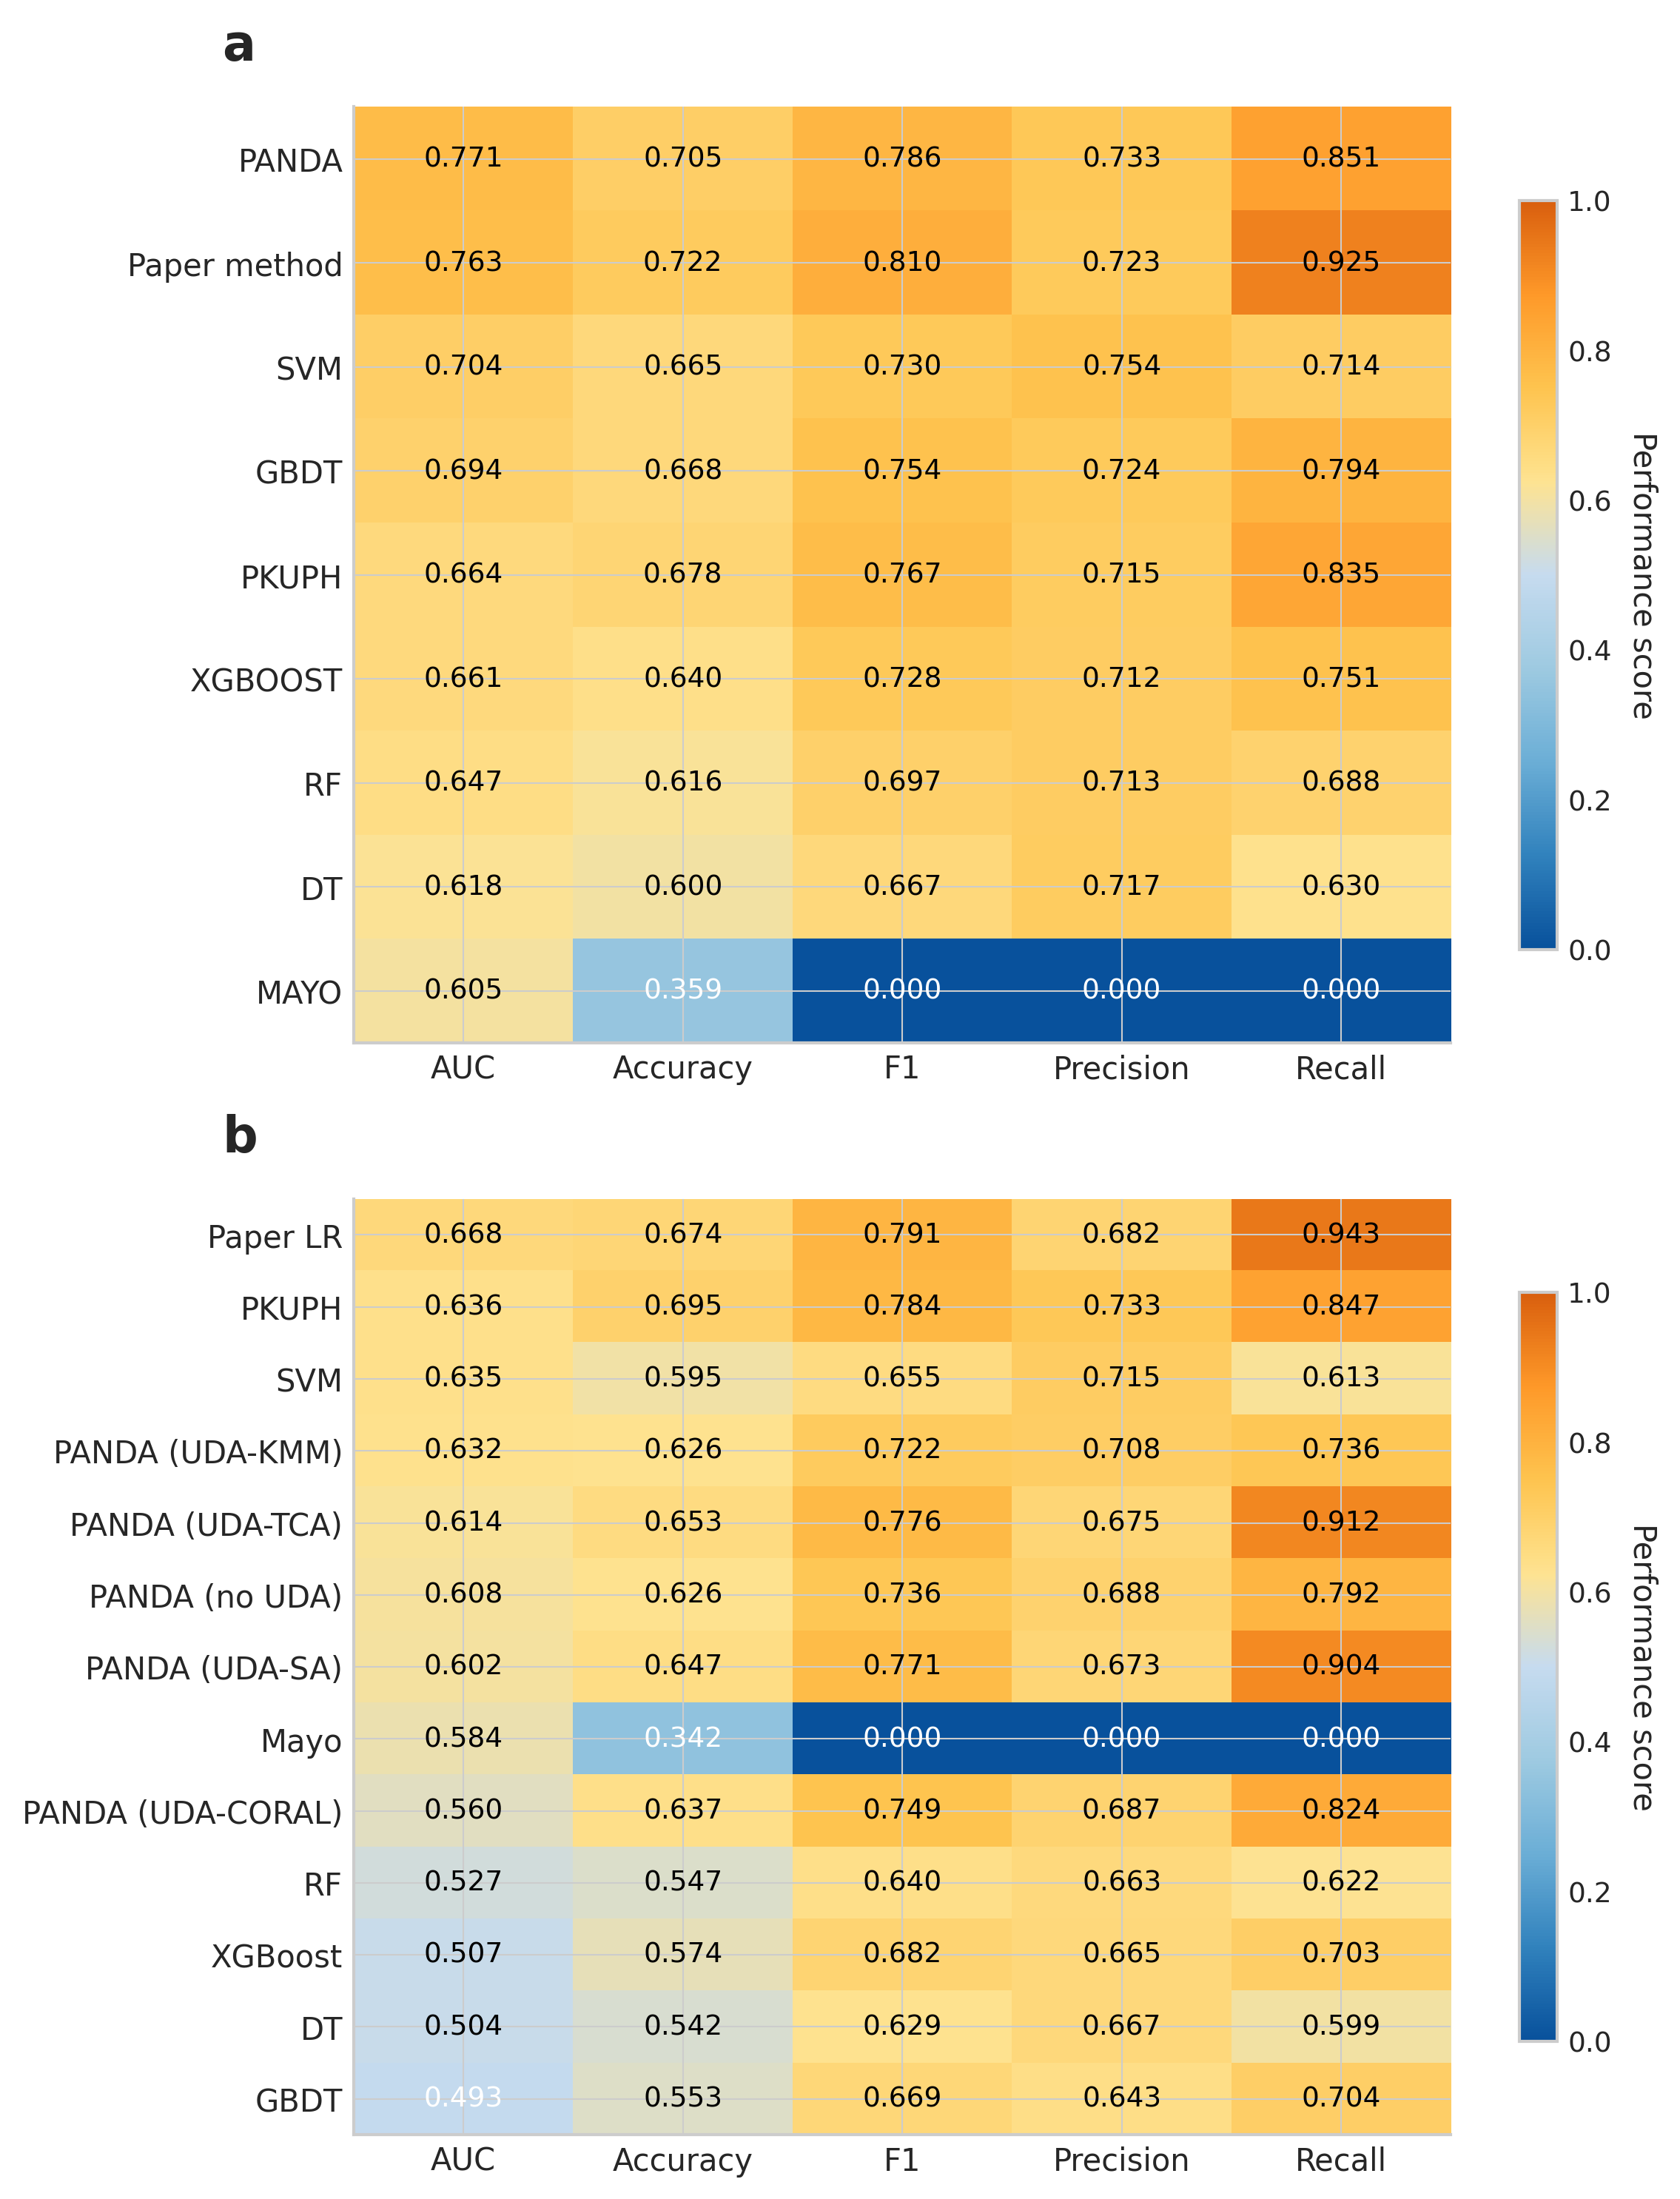 a
PANDA 0.771 0.705 0.786 0.733 0.851
Paper method 0.763 0.722 0.810 0.723 0.925
SVM 0.704 0.665 0.730 0.754 0.714
GBDT 0.694 0.668 0.754 0.724 0.794
PKUPH 0.664 0.678 0.767 0.715 0.835
XGBOOST 0.661 0.640 0.728 0.712 0.751
RF 0.647 0.616 0.697 0.713 0.688
DT 0.618 0.600 0.667 0.717 0.630
MAYO 0.605 0.359 0.000 0.000 0.000
AUC Accuracy F1 Precision Recall
1.0
0.8
0.6
0.4
0.2
0.0
Performance score
b
Paper LR 0.668 0.674 0.791 0.682 0.943
PKUPH 0.636 0.695 0.784 0.733 0.847
SVM 0.635 0.595 0.655 0.715 0.613
PANDA (UDA-KMM) 0.632 0.626 0.722 0.708 0.736
PANDA (UDA-TCA) 0.614 0.653 0.776 0.675 0.912
PANDA (no UDA) 0.608 0.626 0.736 0.688 0.792
PANDA (UDA-SA) 0.602 0.647 0.771 0.673 0.904
Mayo 0.584 0.342 0.000 0.000 0.000
PANDA (UDA-CORAL) 0.560 0.637 0.749 0.687 0.824
RF 0.527 0.547 0.640 0.663 0.622
XGBoost 0.507 0.574 0.682 0.665 0.703
DT 0.504 0.542 0.629 0.667 0.599
GBDT 0.493 0.553 0.669 0.643 0.704
AUC Accuracy F1 Precision Recall
1.0
0.8
0.6
0.4
0.2
0.0
Performance score